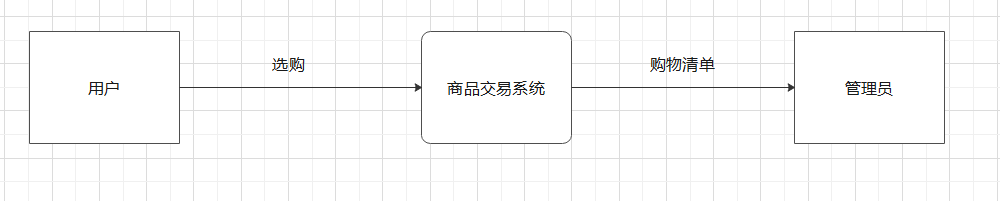 选购
购物清单
用户
商品交易系统
管理员